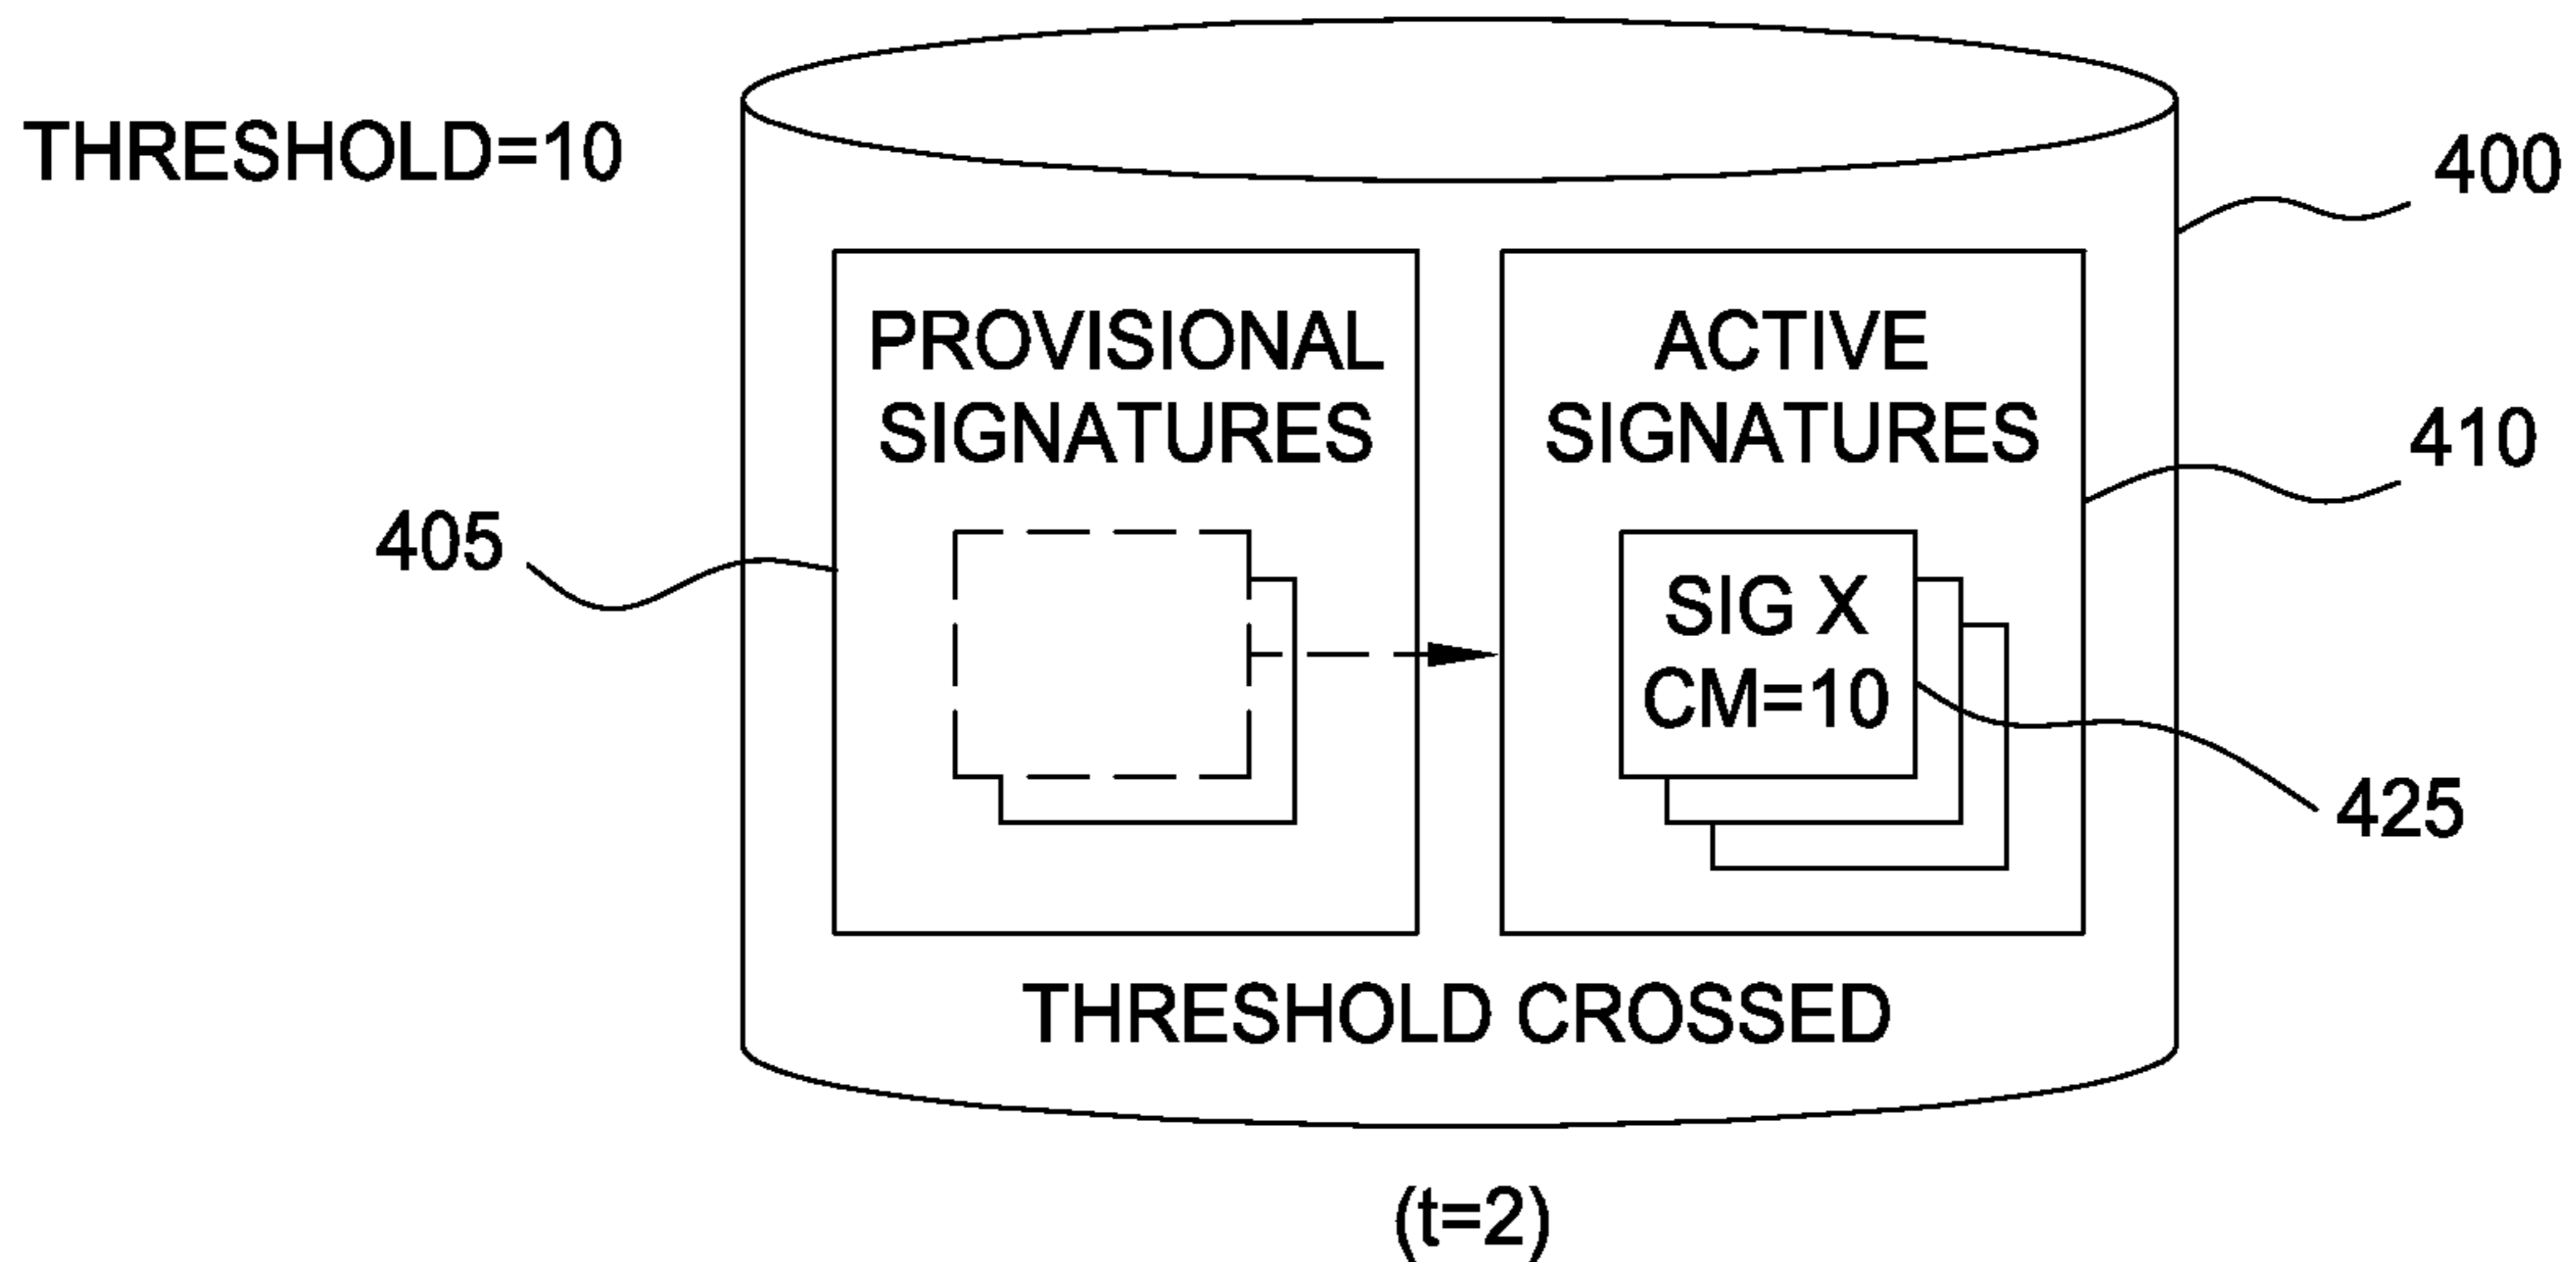 THRESHOLD=10
400
PROVISIONAL
SIGNATURES
ACTIVE
SIGNATURES
410
405
SIG X
CM=10
425
THRESHOLD CROSSED
(t=2)